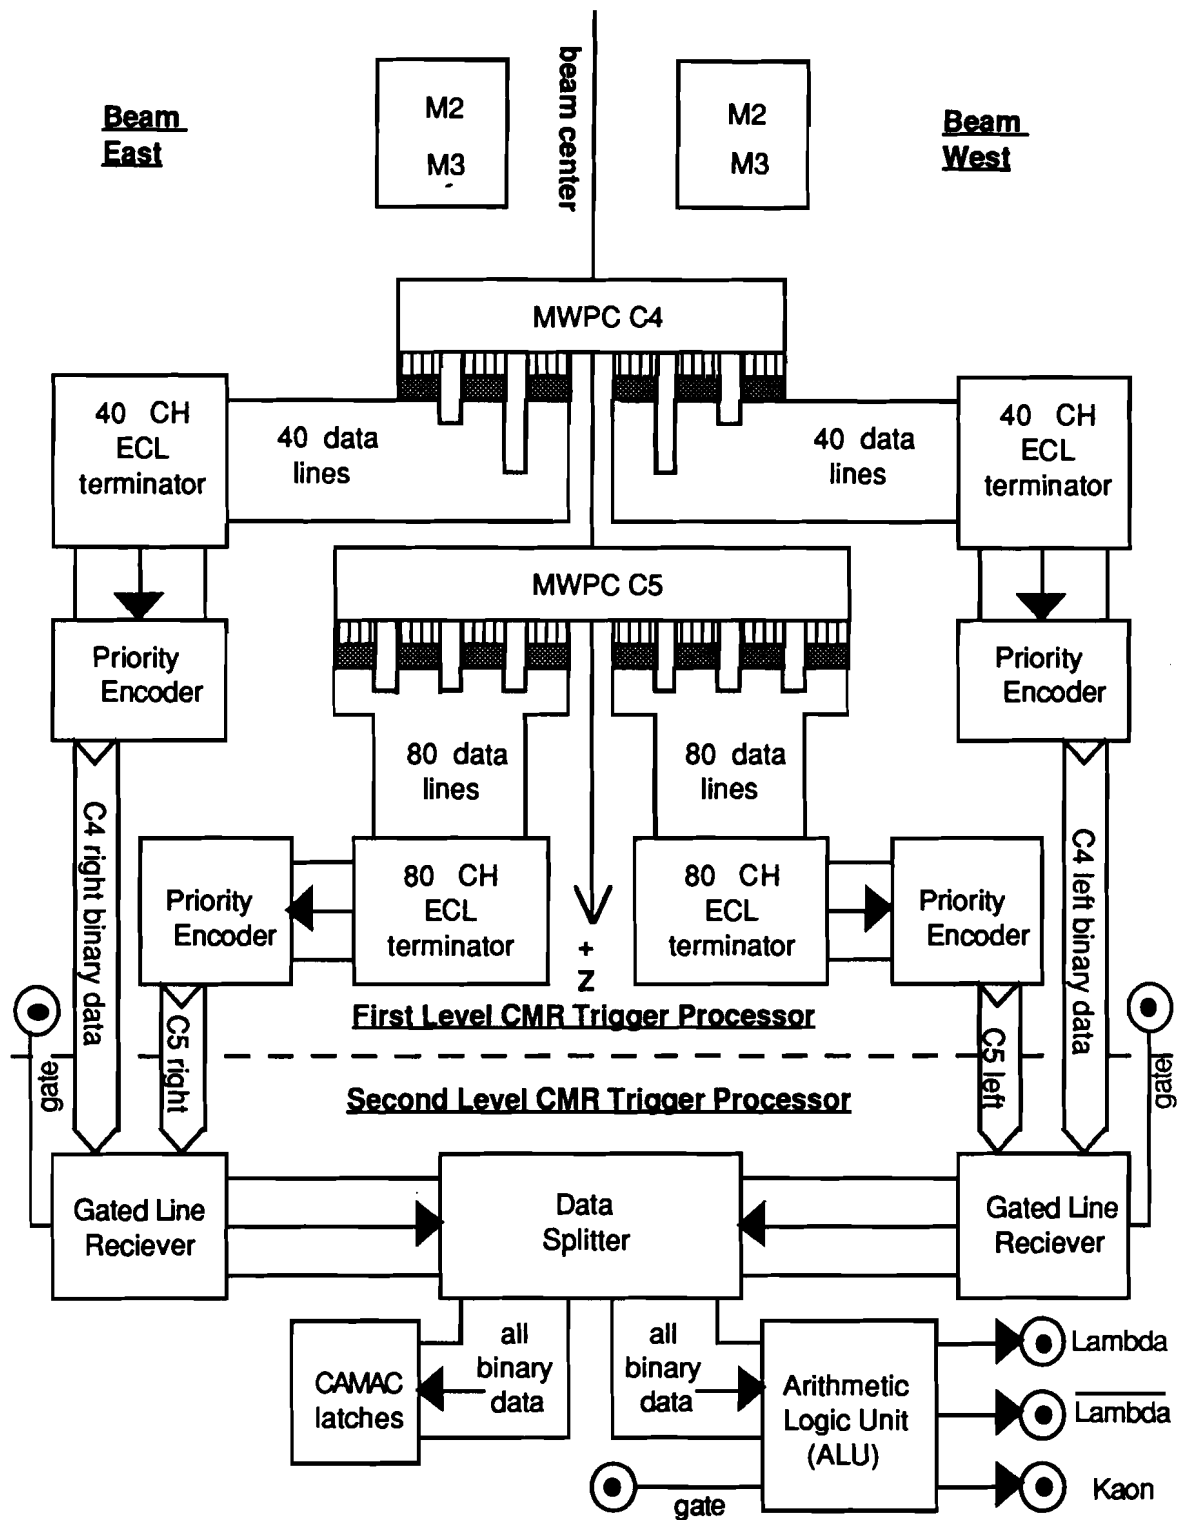 beam center
Beam
East
M2
M3
M2
M3
Beam
West
MWPC C4
40 CH
ECL
terminator
40 data
lines
40 data
lines
40 CH
ECL
terminator
MWPC C5
Priority
Encoder
Priority
Encoder
80 data
lines
80 data
lines
C4 right binary data
C4 left binary data
Priority
Encoder
80 CH
ECL
terminator
80 CH
ECL
terminator
Priority
Encoder
+
Z
First Level CMR Trigger Processor
gate
C5 right
C5 left
gate
Second Level CMR Trigger Processor
Gated Line
Reciever
Data
Splitter
Gated Line
Reciever
CAMAC
latches
all
binary
data
all
binary
data
Arithmetic
Logic Unit
(ALU)
Lambda
Lambda
Kaon
gate